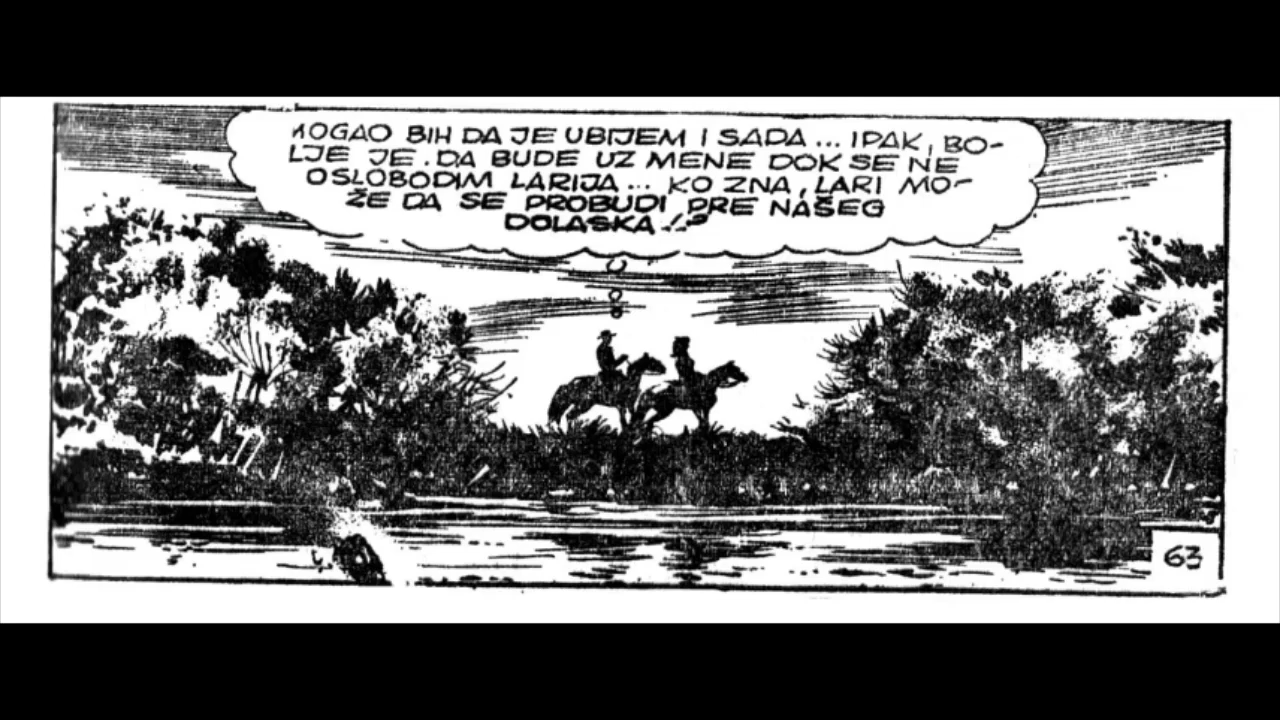 MOGAO BIH DA JE UBIJEM I SADA... IPAK, BO-
LJE JE.DA BUDE UZ MENE DOK SE NE
OSLOBODIM LARIJA... KO ZNA, LARI MO-
ŽE DA SE PROBUDI PRE NAŠEG
DOLASKA!?
63